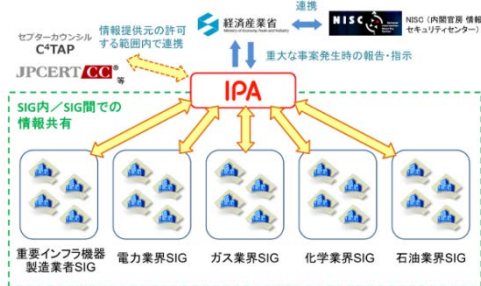 セプターカウンシル
C⁴TAP
JPCERT CC®
等
情報提供元の許可
する範囲内で連携
経済産業省
Ministry of Economy, Trade and Industry
連携
NISC
NISC(内閣官房 情報
セキュリティセンター)
重大な事案発生時の報告・指示
IPA
SIG内/SIG間での
情報共有
重要インフラ機器
製造業者SIG
電力業界SIG
ガス業界SIG
化学業界SIG
石油業界SIG